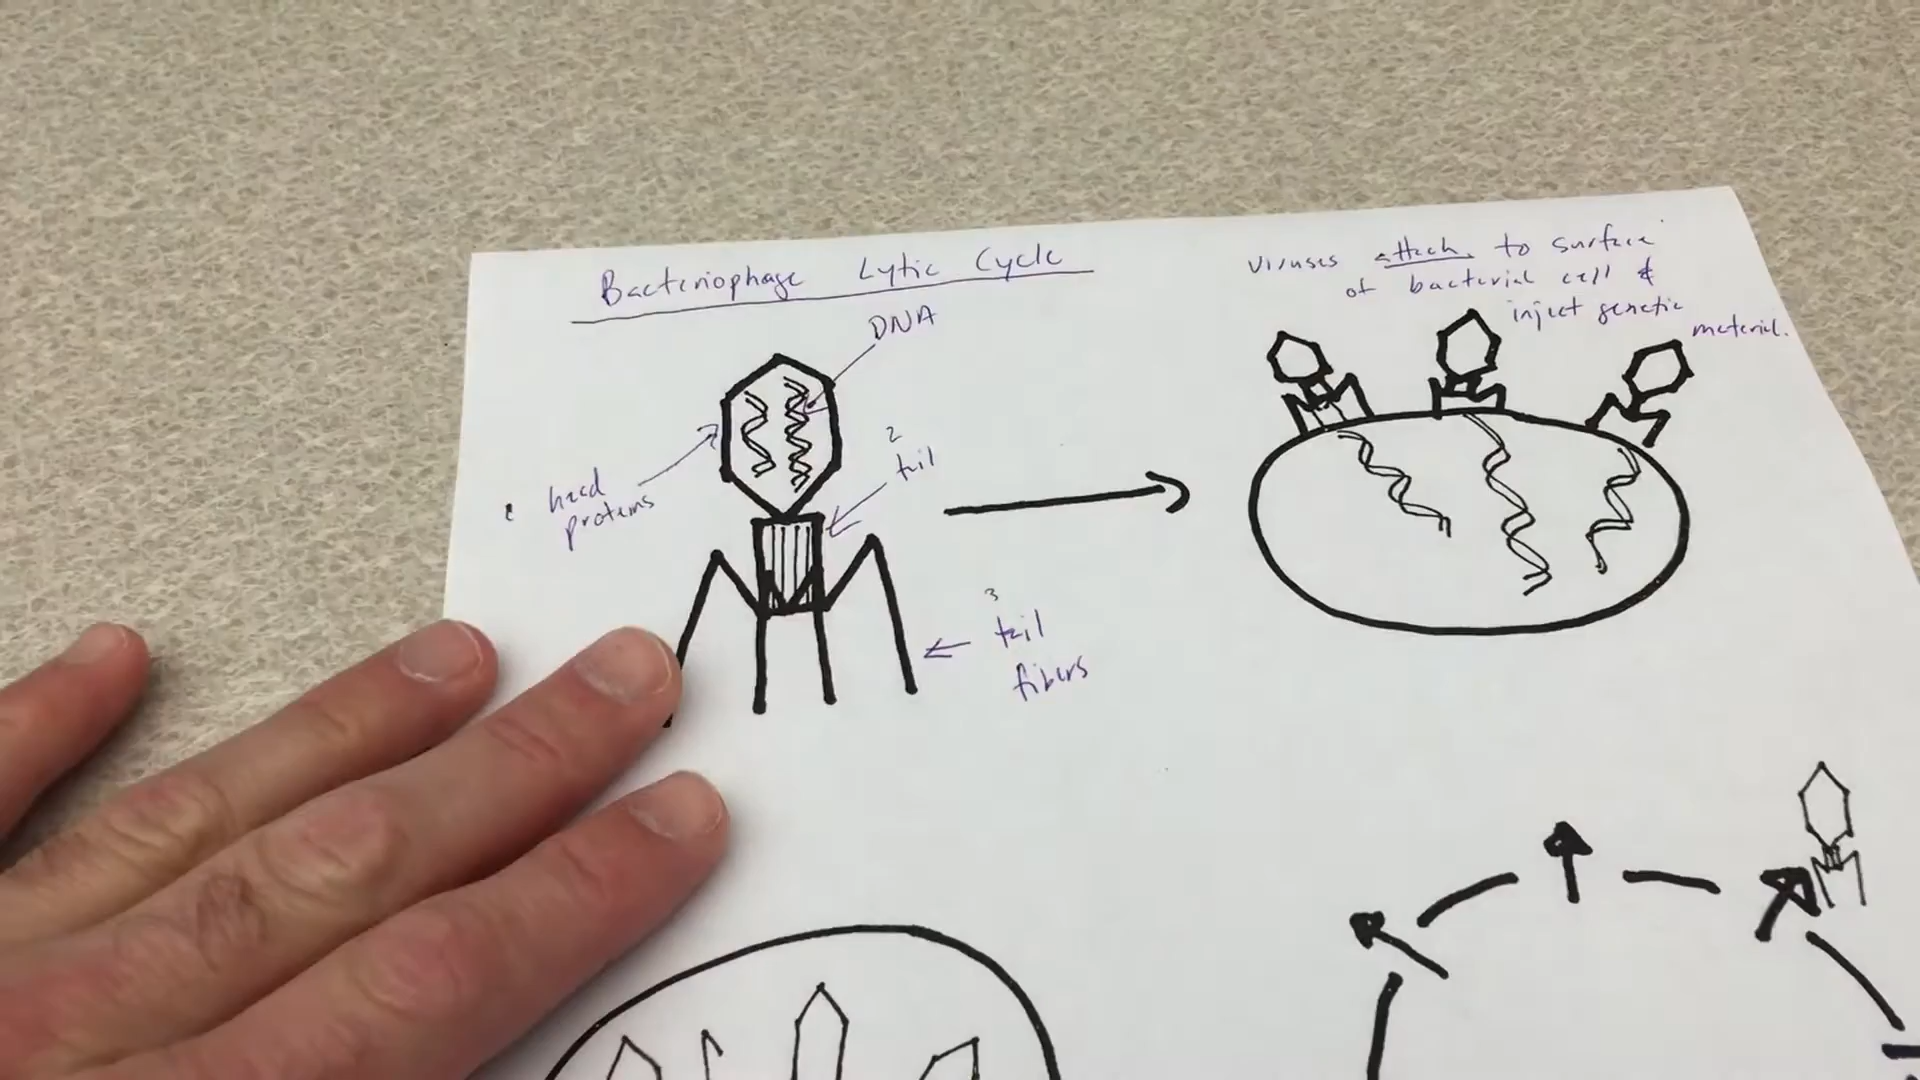 Bacteriophage Lytic Cycle
DNA
1 head
proteins
2
tail
3
tail
fibers
viruses attach to surface
of bacterial cell &
inject genetic
material.